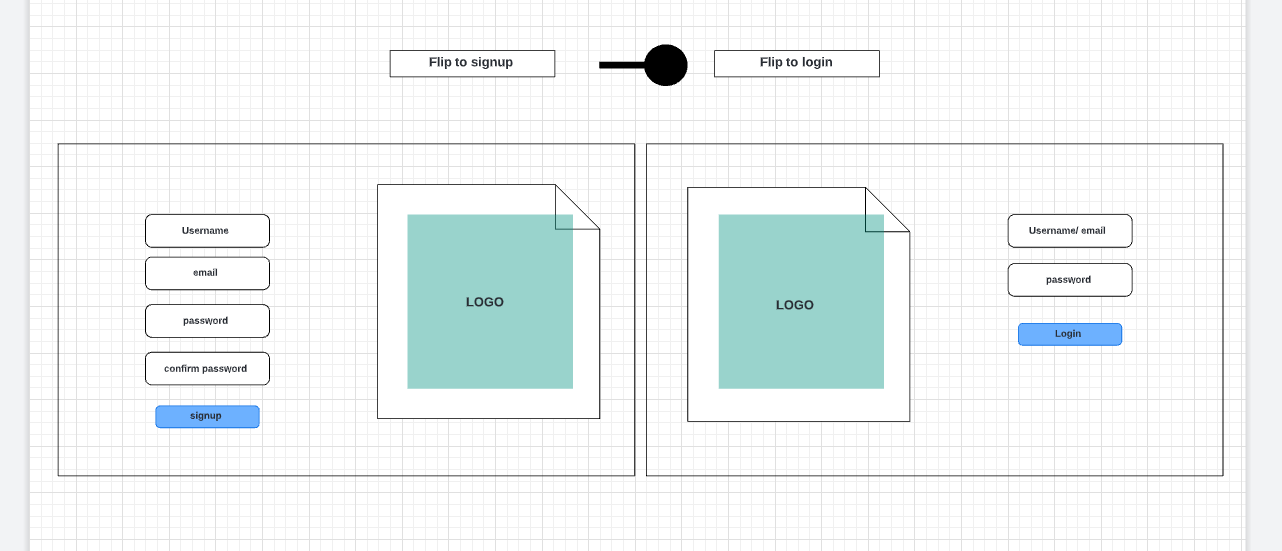 Flip to signup
Flip to login
Username
email
password
confirm password
signup
LOGO
LOGO
Username/ email
password
Login